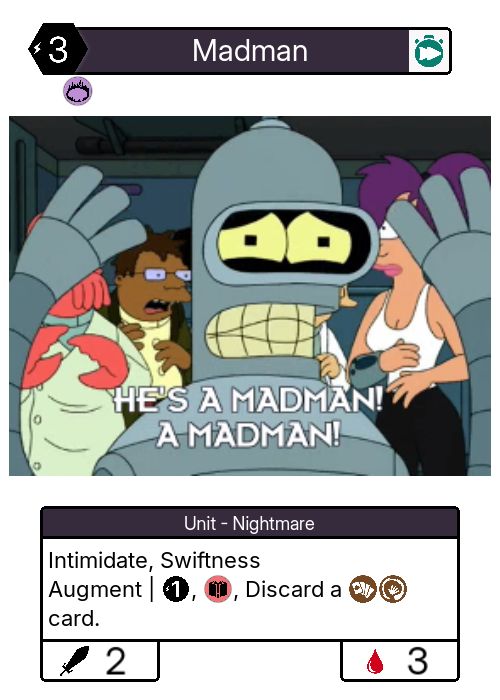 3
Madman
HE'S A MADMAN!
A MADMAN!
Unit - Nightmare
Intimidate, Swiftness
Augment | 1, , Discard a
card.
2
3